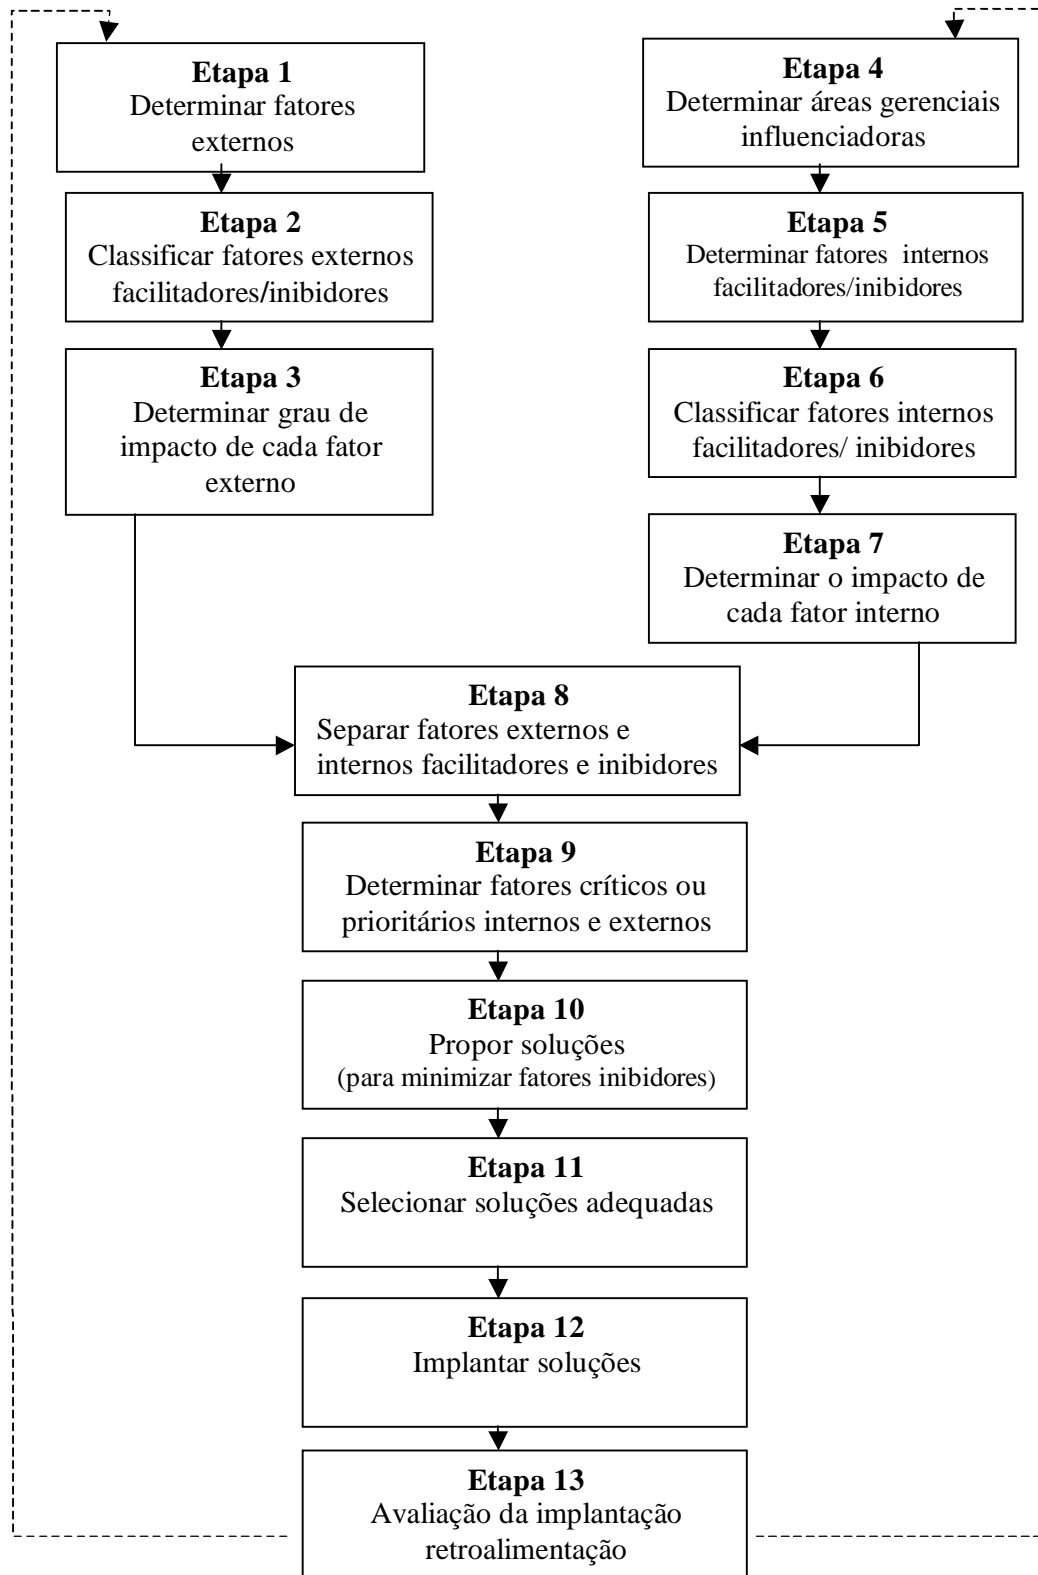 Etapa 1
Determinar fatores
externos
Etapa 2
Classificar fatores externos
facilitadores/inibidores
Etapa 3
Determinar grau de
impacto de cada fator
externo
Etapa 4
Determinar áreas gerenciais
influenciadoras
Etapa 5
Determinar fatores internos
facilitadores/inibidores
Etapa 6
Classificar fatores internos
facilitadores/ inibidores
Etapa 7
Determinar o impacto de
cada fator interno
Etapa 8
Separar fatores externos e
internos facilitadores e inibidores
Etapa 9
Determinar fatores críticos ou
prioritários internos e externos
Etapa 10
Propor soluções
(para minimizar fatores inibidores)
Etapa 11
Selecionar soluções adequadas
Etapa 12
Implantar soluções
Etapa 13
Avaliação da implantação
retroalimentação